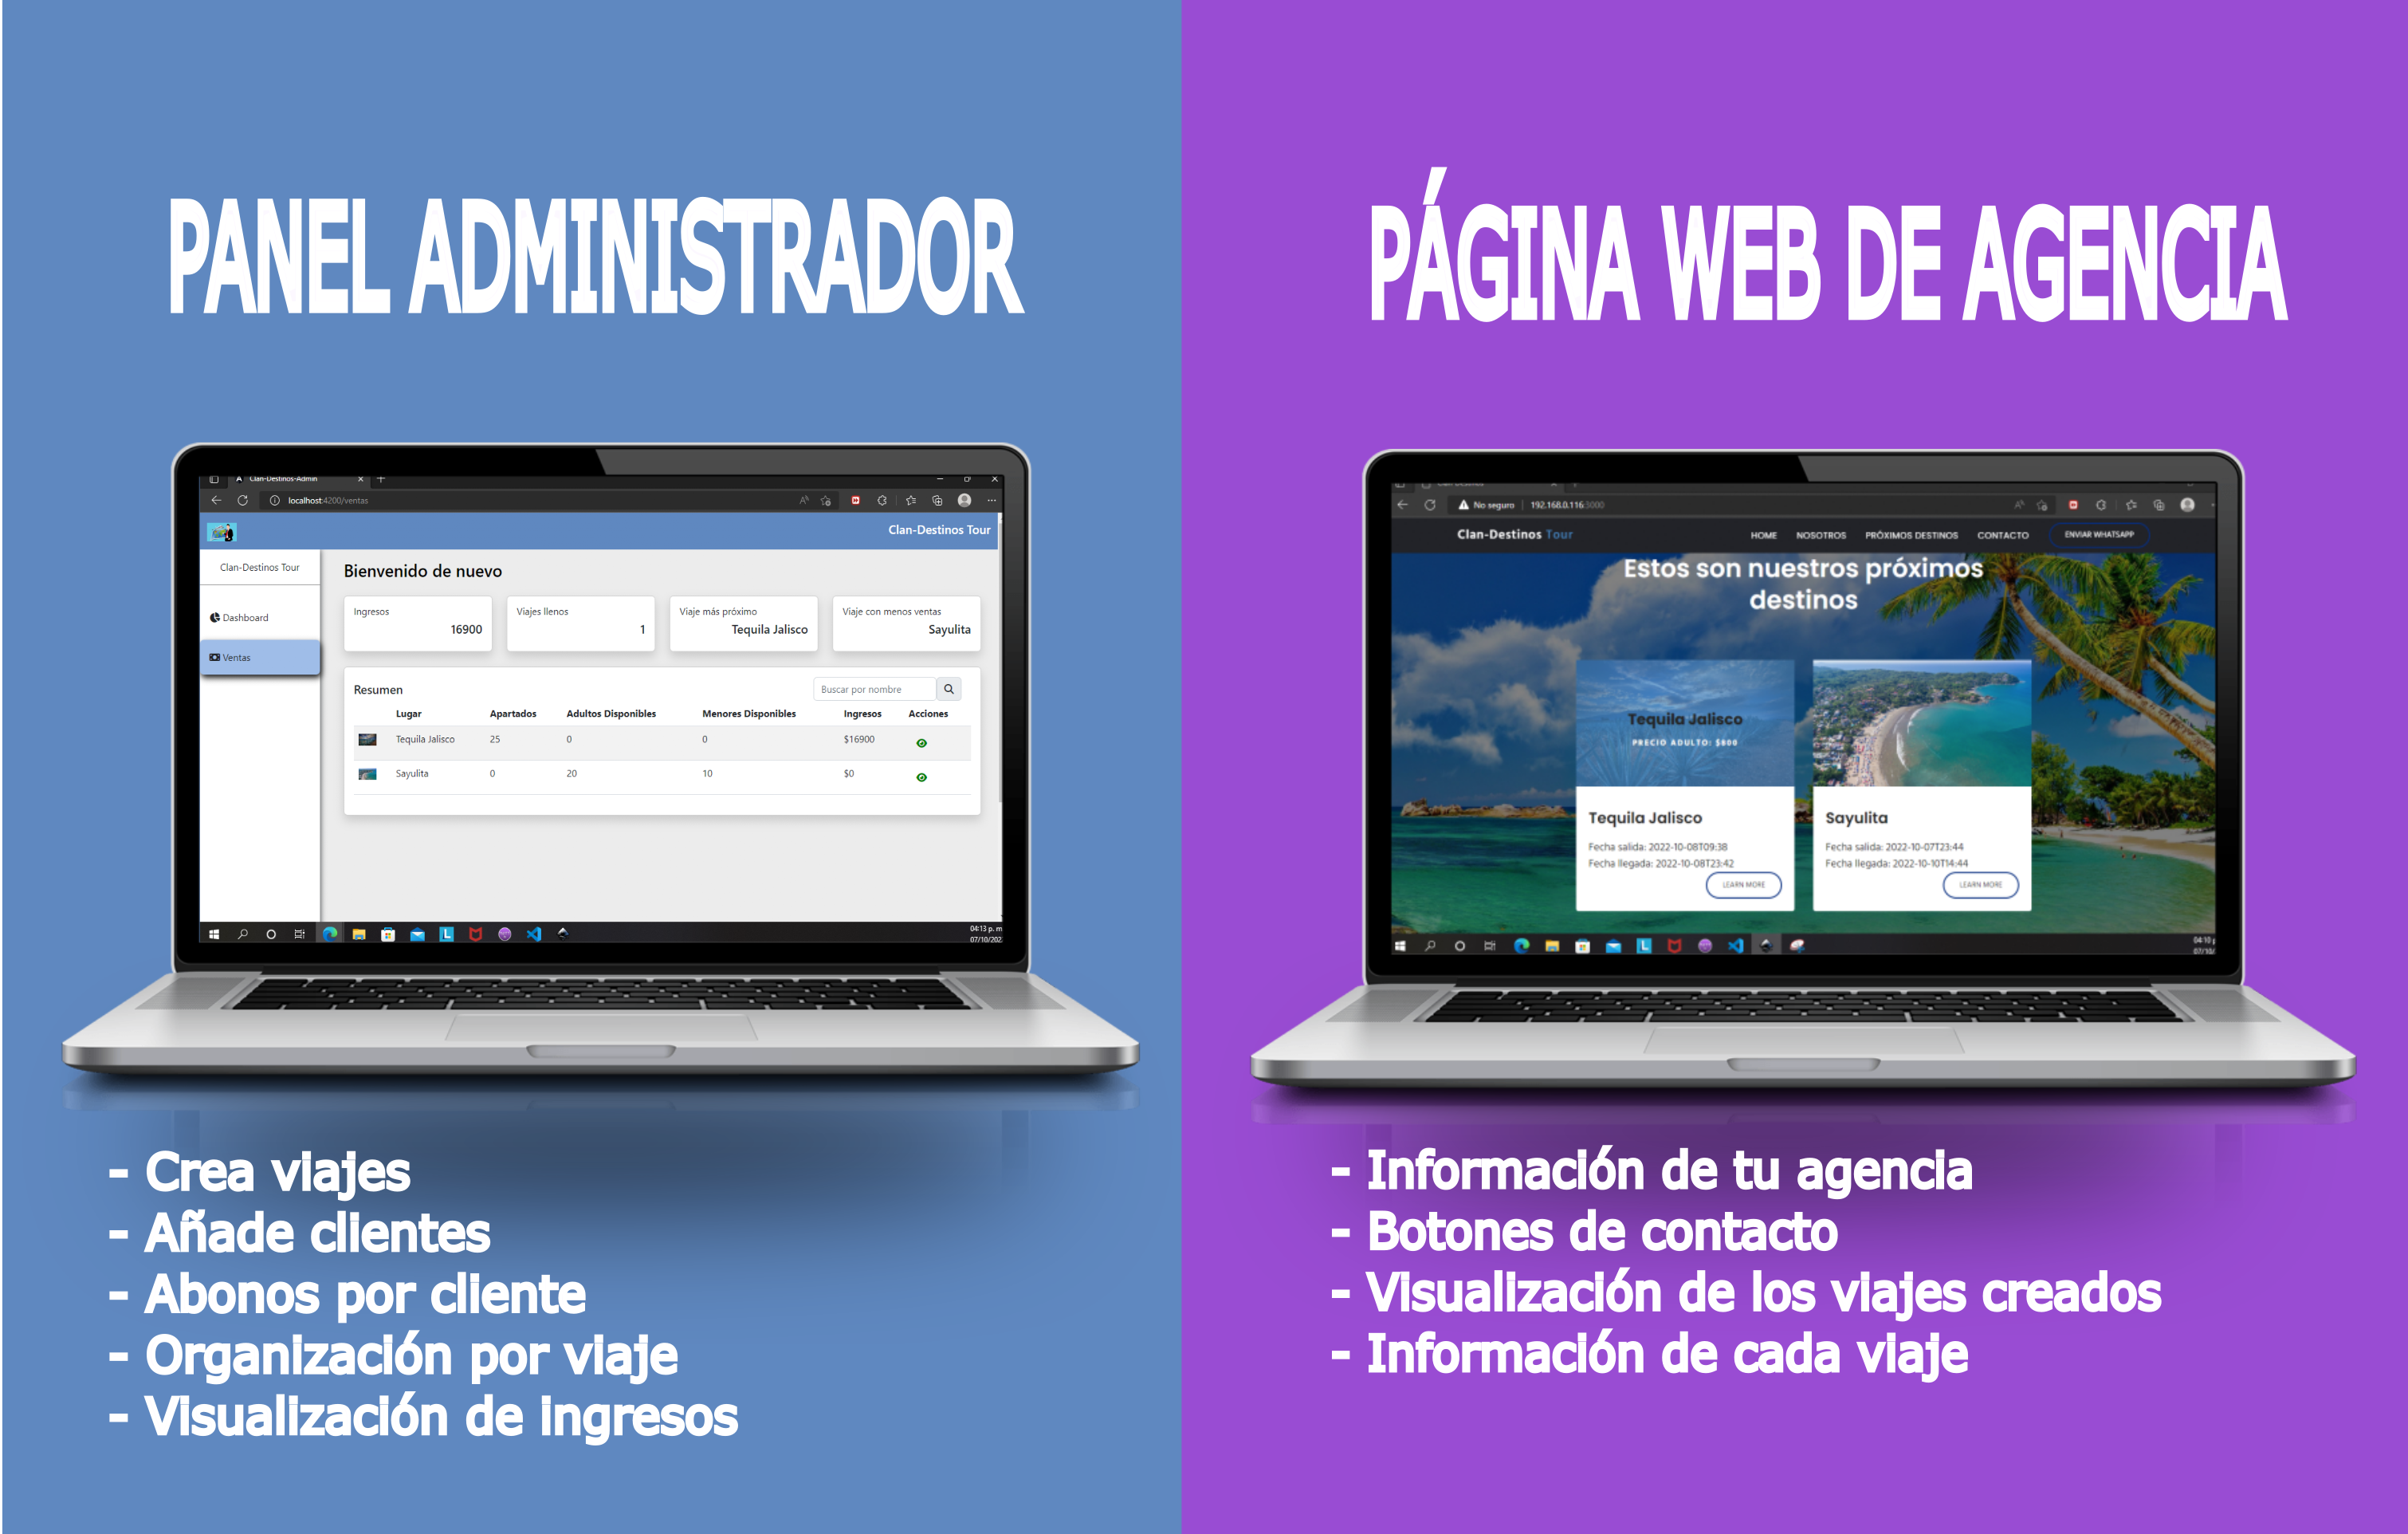 PANEL ADMINISTRADOR
Clan-Destinos-Admin
localhost:4200/ventas
Clan-Destinos Tour
Clan-Destinos Tour
Dashboard
Ventas
Bienvenido de nuevo
Ingresos
16900
Viajes llenos
1
Viaje más próximo
Tequila Jalisco
Viaje con menos ventas
Sayulita
Resumen
Buscar por nombre
Lugar Apartados Adultos Disponibles Menores Disponibles Ingresos Acciones
Tequila Jalisco 25 0 0 $16900
Sayulita 0 20 10 $0
04:13 p. m.
07/10/202
- Crea viajes
- Añade clientes
- Abonos por cliente
- Organización por viaje
- Visualización de ingresos
PÁGINA WEB DE AGENCIA
No seguro 192.168.0.116:3000
Clan-Destinos Tour HOME NOSOTROS PRÓXIMOS DESTINOS CONTACTO ENVIAR WHATSAPP
Estos son nuestros próximos
destinos
Tequila Jalisco
PRECIO ADULTO: $800
Tequila Jalisco
Fecha salida: 2022-10-08T09:38
Fecha llegada: 2022-10-08T23:42
LEARN MORE
Sayulita
Fecha salida: 2022-10-07T23:44
Fecha llegada: 2022-10-10T14:44
LEARN MORE
04:10 p
07/10/
- Información de tu agencia
- Botones de contacto
- Visualización de los viajes creados
- Información de cada viaje